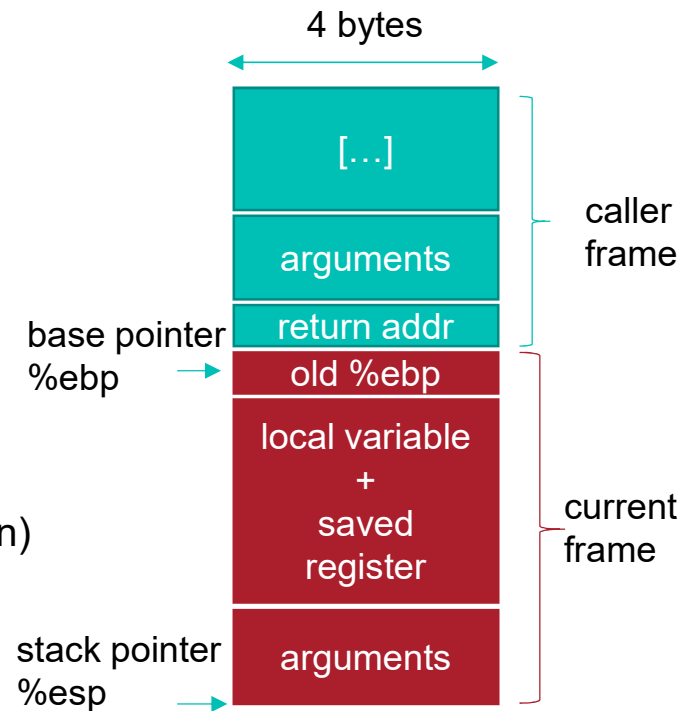 4 bytes
[...]
caller
frame
arguments
return addr
base pointer
%ebp
old %ebp
local variable
+
saved
register
n)
current
frame
stack pointer
%esp
arguments